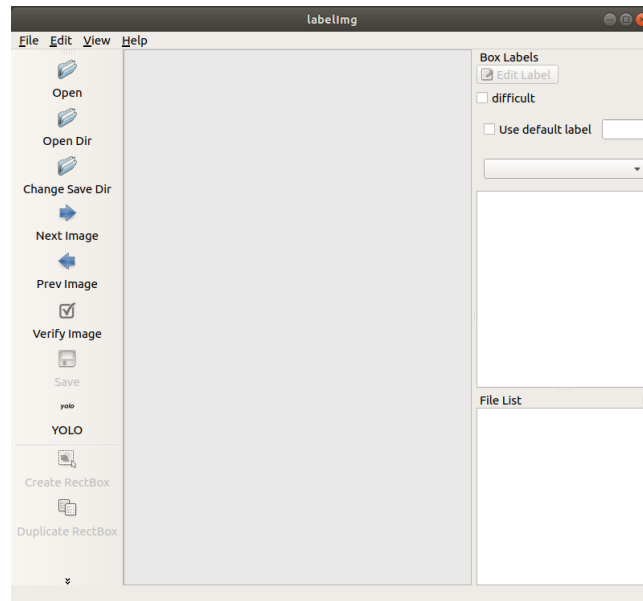 labelImg
File Edit View Help
Open
Open Dir
Change Save Dir
Next Image
Prev Image
Verify Image
Save
yolo
YOLO
Create RectBox
Duplicate RectBox
Box Labels
Edit Label
difficult
Use default label
File List